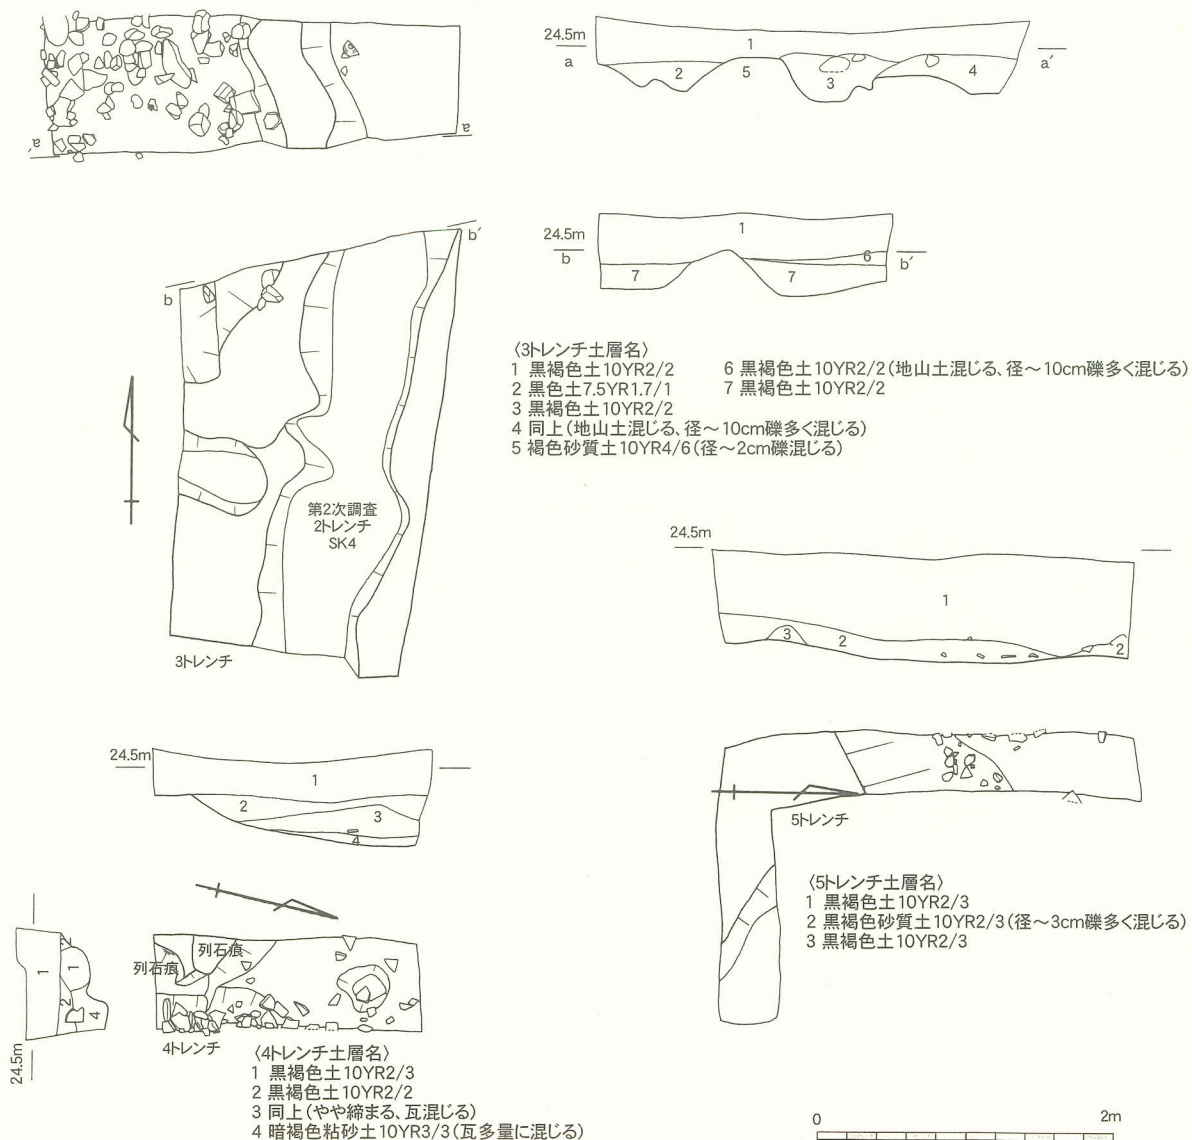 24.5m
a
a′
1
2
5
3
4
a′
a
24.5m
b
b′
1
6
7
7
b
b′
〈3トレンチ土層名〉
1 黒褐色土10YR2/2
2 黒色土7.5YR1.7/1
3 黒褐色土10YR2/2
4 同上(地山土混じる、径～10cm礫多く混じる)
5 褐色砂質土10YR4/6(径～2cm礫混じる)
6 黒褐色土10YR2/2(地山土混じる、径～10cm礫多く混じる)
7 黒褐色土10YR2/2
第2次調査
2トレンチ
SK4
3トレンチ
24.5m
1
3
2
2
24.5m
1
2
3
4
5トレンチ
〈5トレンチ土層名〉
1 黒褐色土10YR2/3
2 黒褐色砂質土10YR2/3(径～3cm礫多く混じる)
3 黒褐色土10YR2/3
列石痕
列石痕
1
2
1
2
4
24.5m
4トレンチ
〈4トレンチ土層名〉
1 黒褐色土10YR2/3
2 黒褐色土10YR2/2
3 同上(やや締まる、瓦混じる)
4 暗褐色粘砂土10YR3/3(瓦多量に混じる)
0
2m